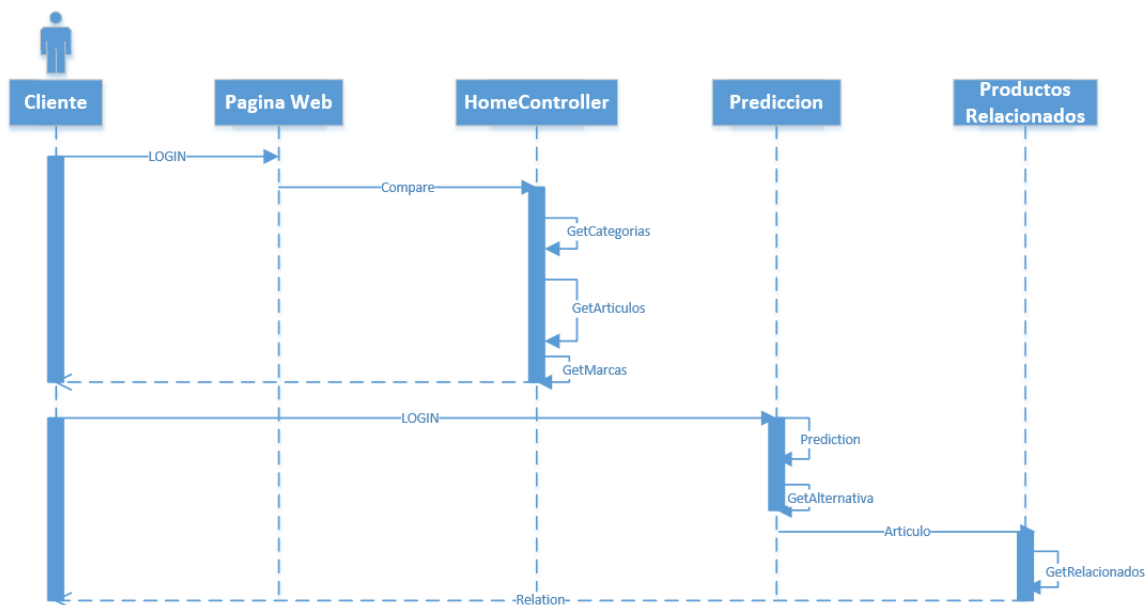 Cliente
Pagina Web
HomeController
Prediccion
Productos
Relacionados
LOGIN
Compare
GetCategorias
GetArticulos
GetMarcas
LOGIN
Prediction
GetAlternativa
Articulo
GetRelacionados
Relation